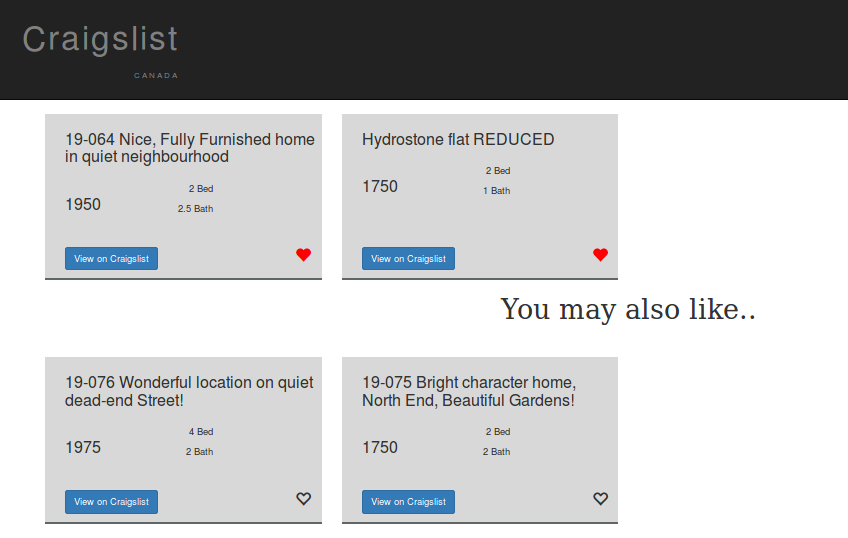 Craigslist
CANADA
19-064 Nice, Fully Furnished home
in quiet neighbourhood
1950
2 Bed
2.5 Bath
View on Craigslist
Hydrostone flat REDUCED
1750
2 Bed
1 Bath
View on Craigslist
You may also like..
19-076 Wonderful location on quiet
dead-end Street!
1975
4 Bed
2 Bath
View on Craigslist
19-075 Bright character home,
North End, Beautiful Gardens!
1750
2 Bed
2 Bath
View on Craigslist